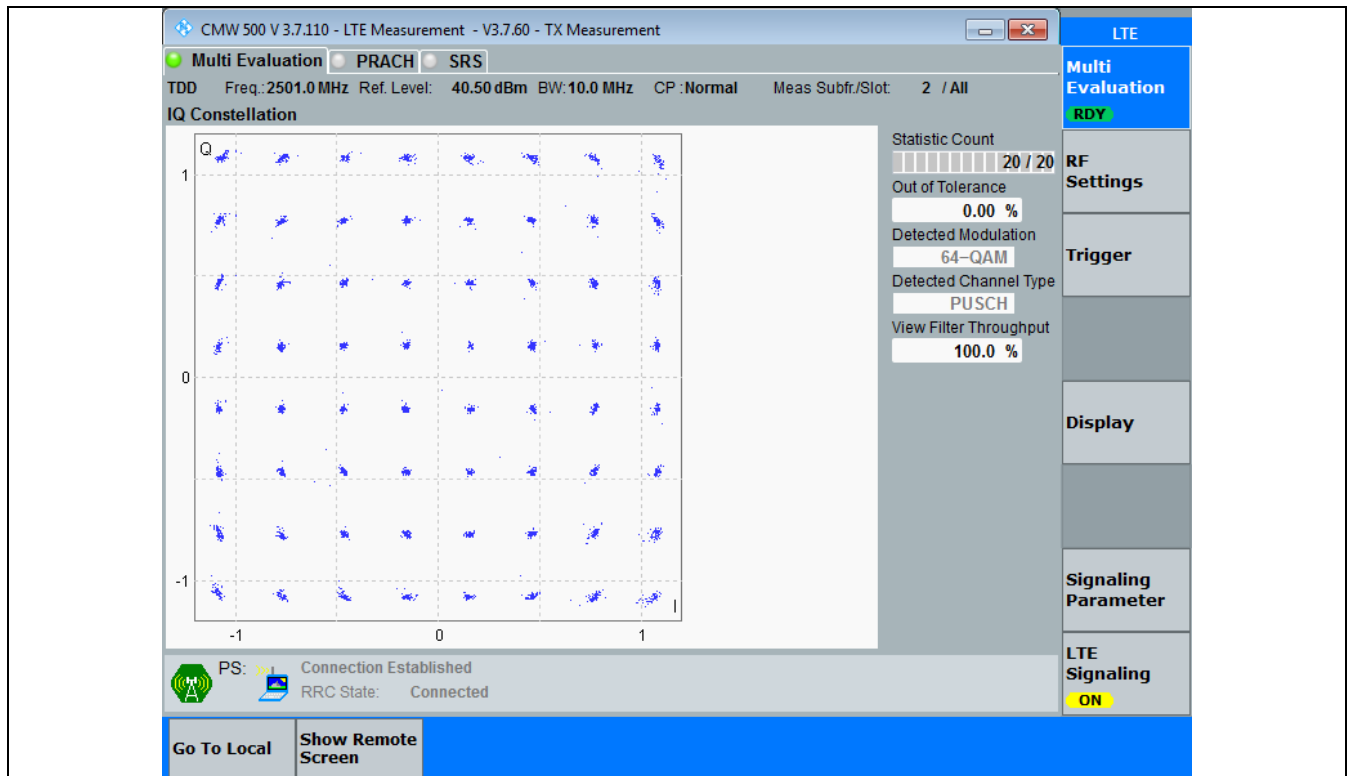 CMW 500 V 3.7.110 - LTE Measurement - V3.7.60 - TX Measurement
LTE
Multi Evaluation PRACH SRS
Multi
Evaluation
RDY
TDD Freq.:2501.0 MHz Ref. Level: 40.50 dBm BW:10.0 MHz CP :Normal Meas Subfr./Slot: 2 / All
IQ Constellation
Q
1
0
-1
I
-1 0 1
Statistic Count
20 / 20
Out of Tolerance
0.00 %
Detected Modulation
64-QAM
Detected Channel Type
PUSCH
View Filter Throughput
100.0 %
RF
Settings
Trigger
Display
Signaling
Parameter
LTE
Signaling
ON
PS: Connection Established
RRC State: Connected
Go To Local
Show Remote
Screen